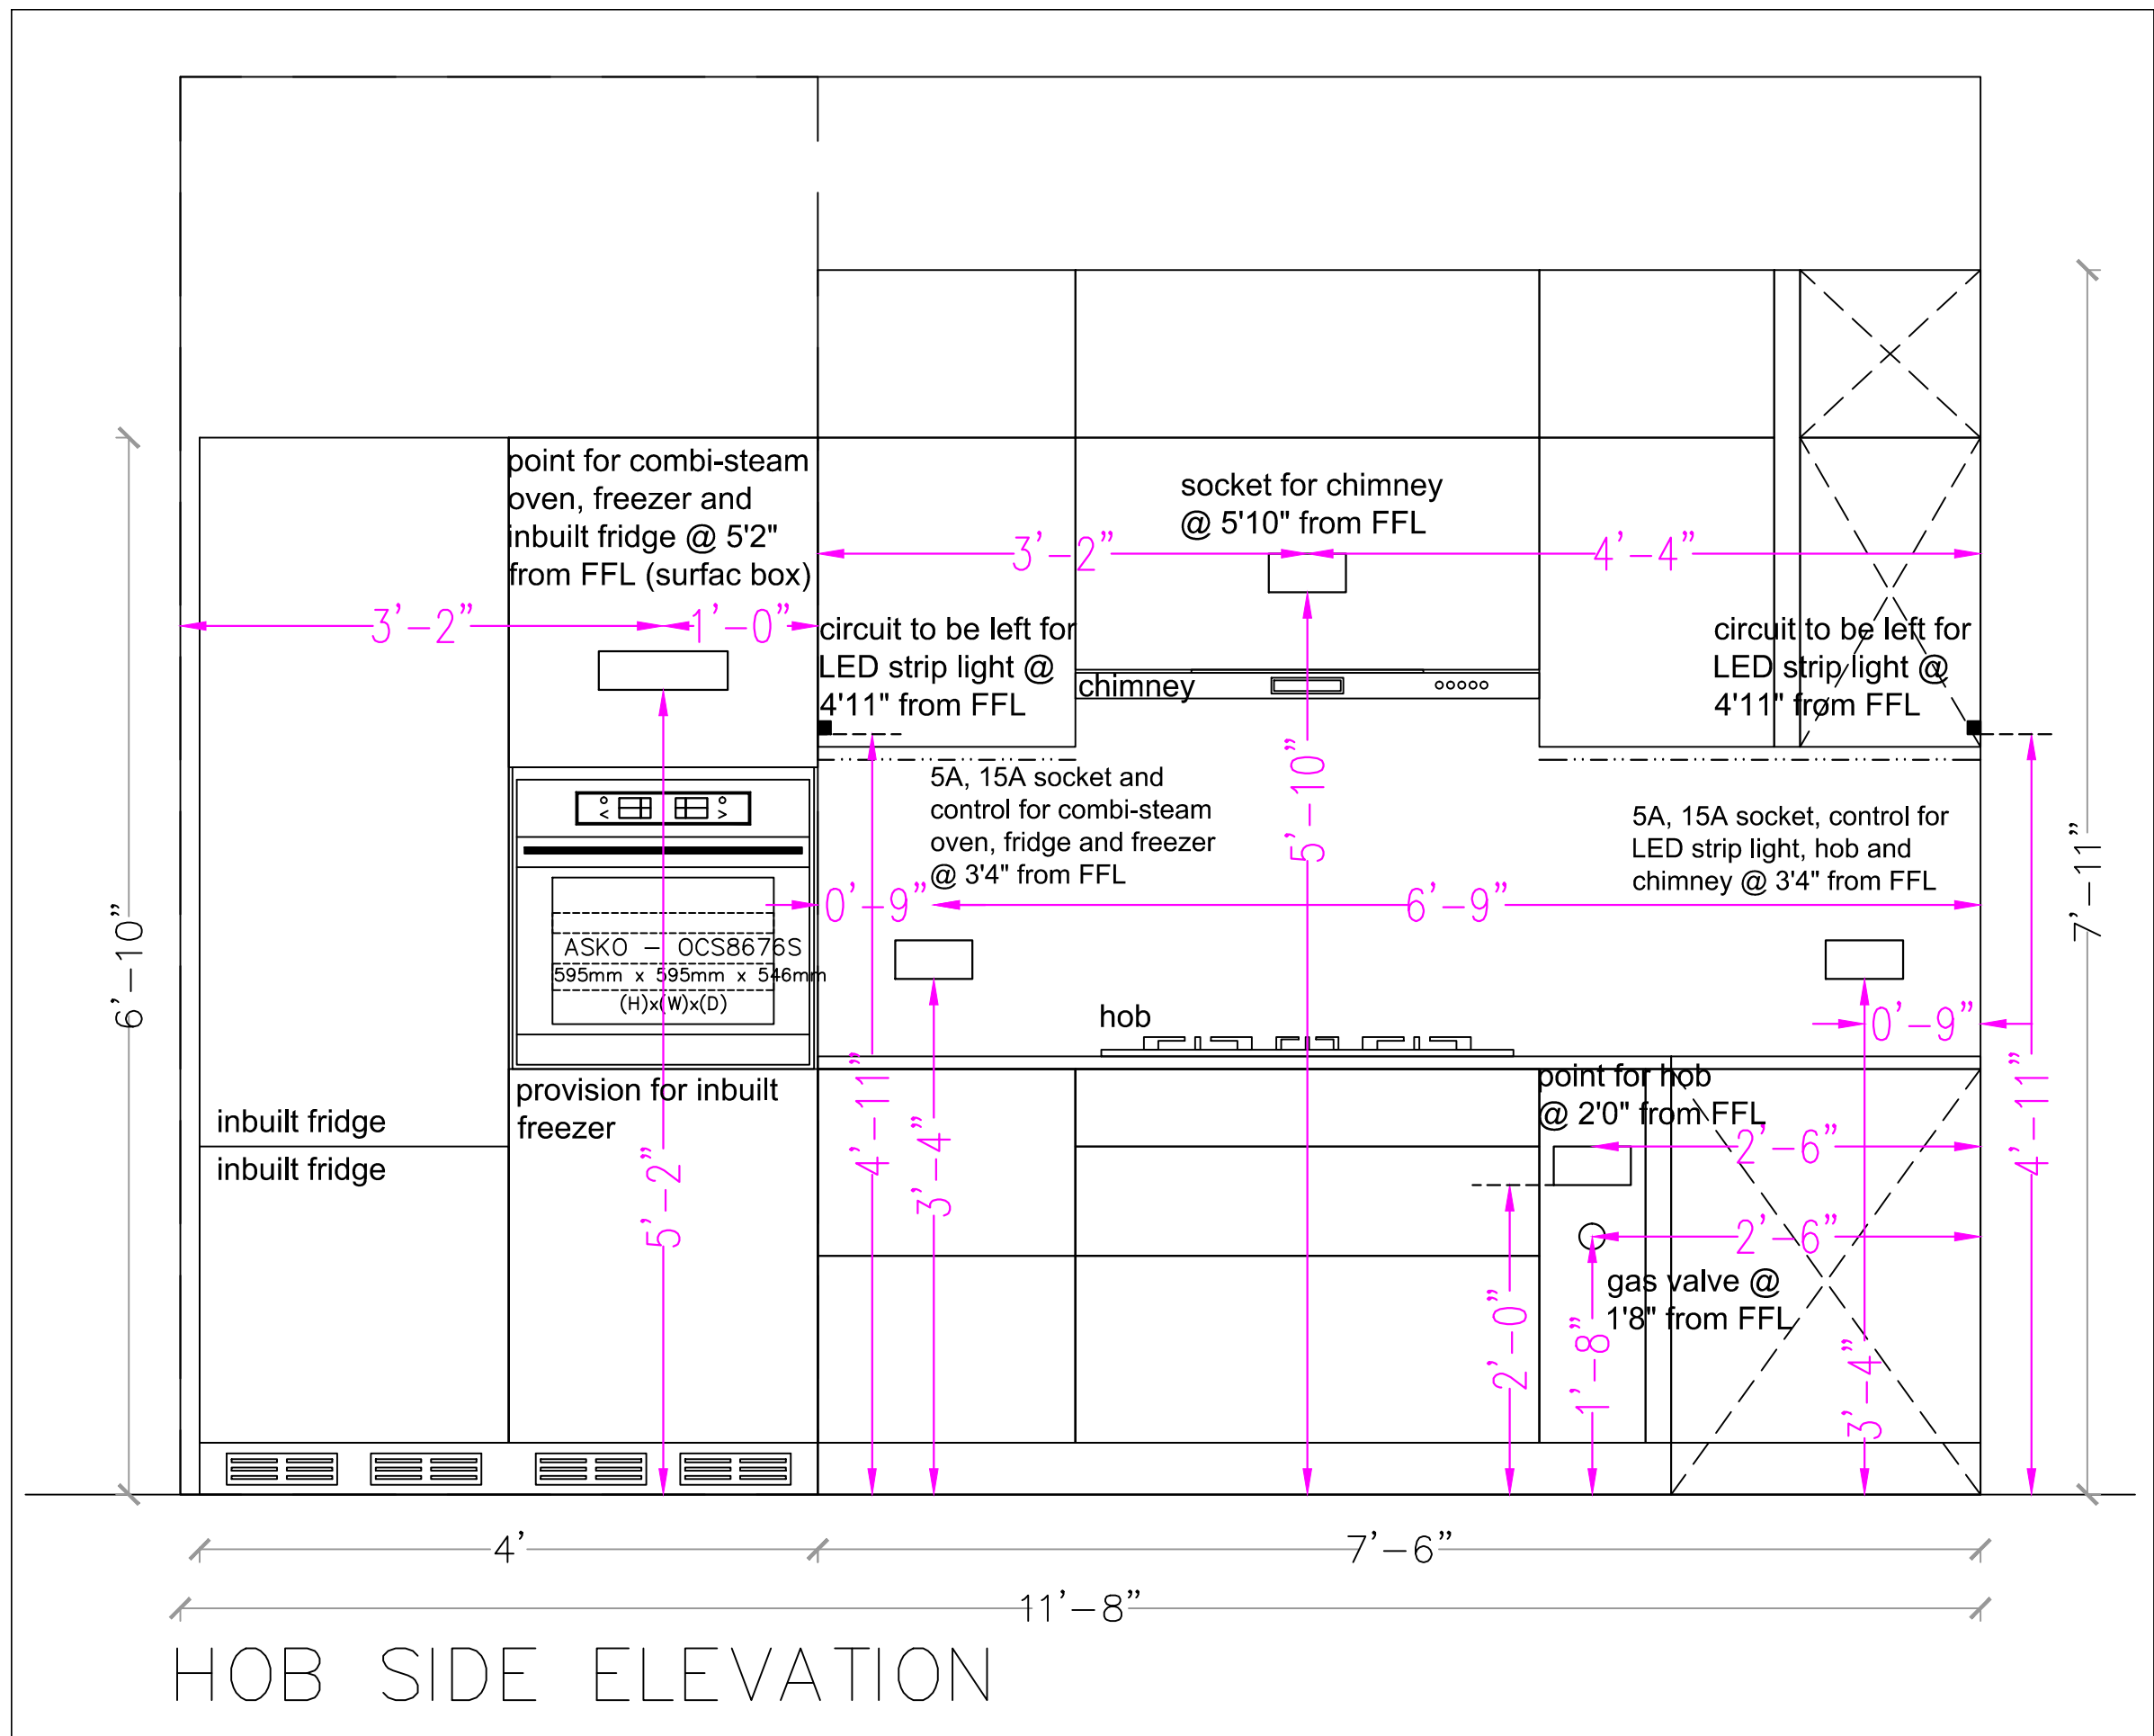 point for combi-steam
oven, freezer and
inbuilt fridge @ 5'2"
from FFL (surfac box)
socket for chimney
@ 5'10" from FFL
3'-2"
4'-4"
3'-2"
1'-0"
circuit to be left for
LED strip light @
4'11" from FFL
chimney
circuit to be left for
LED strip light @
4'11" from FFL
5A, 15A socket and
control for combi-steam
oven, fridge and freezer
@ 3'4" from FFL
5'-10"
5A, 15A socket, control for
LED strip light, hob and
chimney @ 3'4" from FFL
7'-11"
0'-9"
6'-9"
6'-10"
< >
ASKO - OCS8676S
595mm x 595mm x 546mm
(H)x(W)x(D)
hob
0'-9"
provision for inbuilt
freezer
point for hob
@ 2'0" from FFL
inbuilt fridge
inbuilt fridge
4'-11"
3'-4"
5'-2"
2'-6"
4'-11"
2'-6"
gas valve @
1'8" from FFL
2'-0"
1'-8"
3'-4"
4'
7'-6"
11'-8"
HOB SIDE ELEVATION